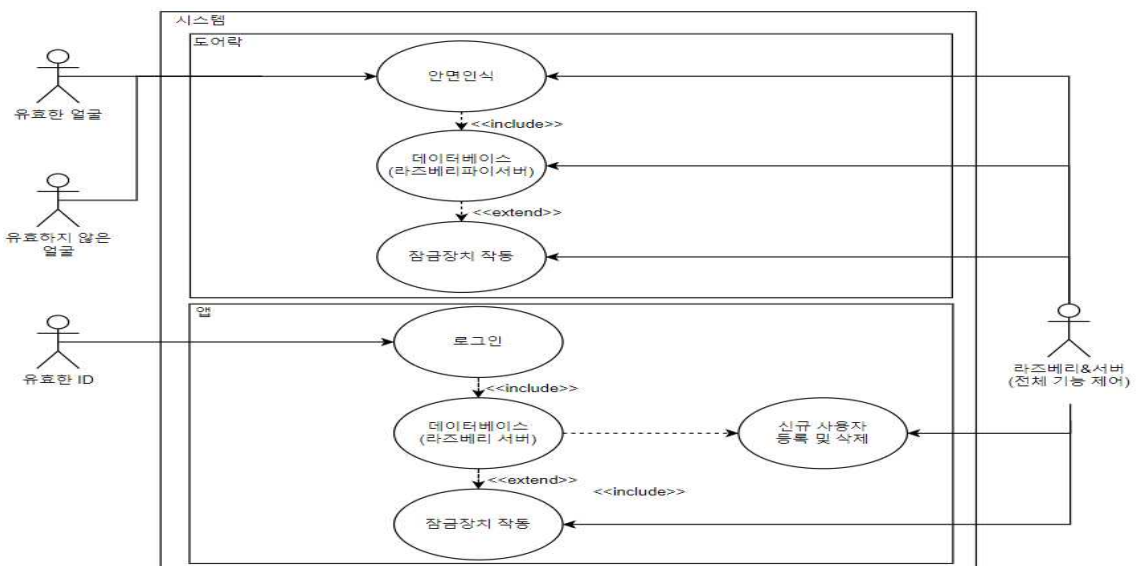 시스템
도어락
안면인식
유효한 얼굴
<<include>>
데이터베이스
(라즈베리파이서버)
<<extend>>
유효하지 않은
얼굴
잠금장치 작동
앱
로그인
유효한 ID
라즈베리&서버
(전체 기능 제어)
<<include>>
데이터베이스
(라즈베리 서버)
신규 사용자
등록 및 삭제
<<extend>>
<<include>>
잠금장치 작동